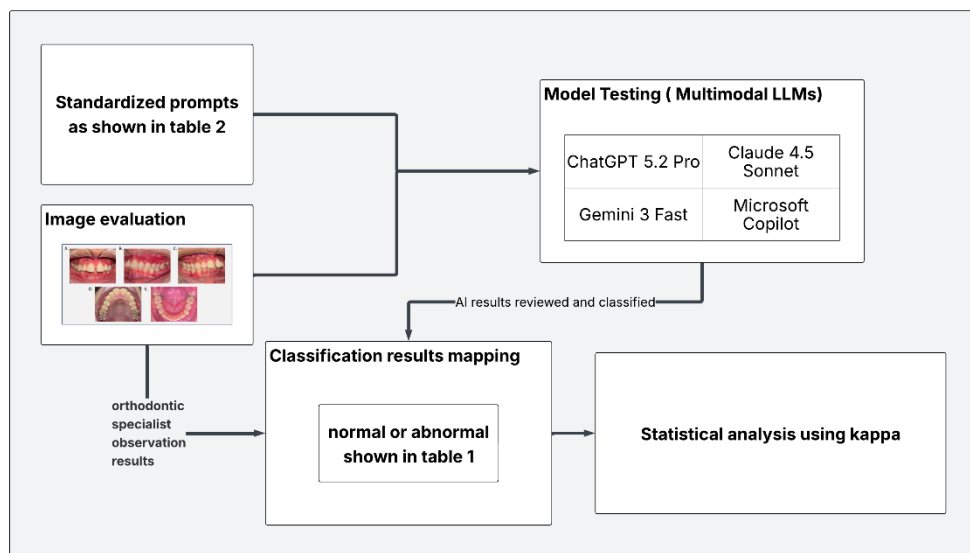 Standardized prompts
as shown in table 2
Model Testing ( Multimodal LLMs)
ChatGPT 5.2 Pro
Claude 4.5
Sonnet
Gemini 3 Fast
Microsoft
Copilot
Image evaluation
A.
B.
C.
AI results reviewed and classified
Classification results mapping
normal or abnormal
shown in table 1
orthodontic
specialist
observation
results
Statistical analysis using kappa